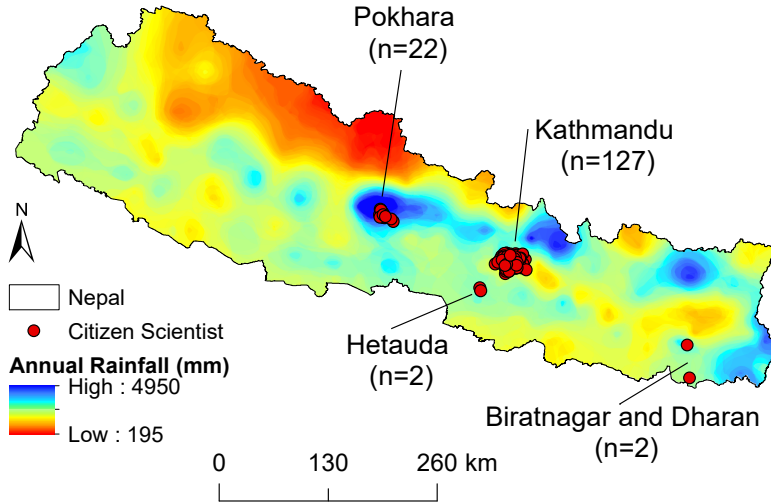 Pokhara
(n=22)
Kathmandu
(n=127)
N
Nepal
Citizen Scientist
Annual Rainfall (mm)
High : 4950
Low : 195
Hetauda
(n=2)
Biratnagar and Dharan
(n=2)
0 130 260 km